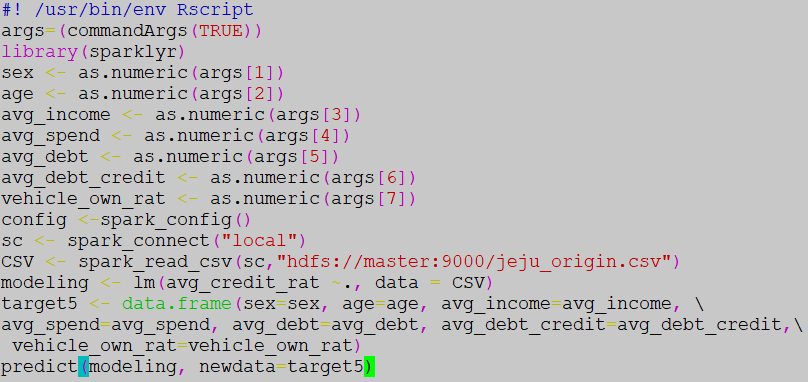 #! /usr/bin/env Rscript
args=(commandArgs(TRUE))
library(sparklyr)
sex <- as.numeric(args[1])
age <- as.numeric(args[2])
avg_income <- as.numeric(args[3])
avg_spend <- as.numeric(args[4])
avg_debt <- as.numeric(args[5])
avg_debt_credit <- as.numeric(args[6])
vehicle_own_rat <- as.numeric(args[7])
config <-spark_config()
sc <- spark_connect("local")
CSV <- spark_read_csv(sc,"hdfs://master:9000/jeju_origin.csv")
modeling <- lm(avg_credit_rat ~., data = CSV)
target5 <- data.frame(sex=sex, age=age, avg_income=avg_income, \
avg_spend=avg_spend, avg_debt=avg_debt, avg_debt_credit=avg_debt_credit,\
 vehicle_own_rat=vehicle_own_rat)
predict(modeling, newdata=target5)